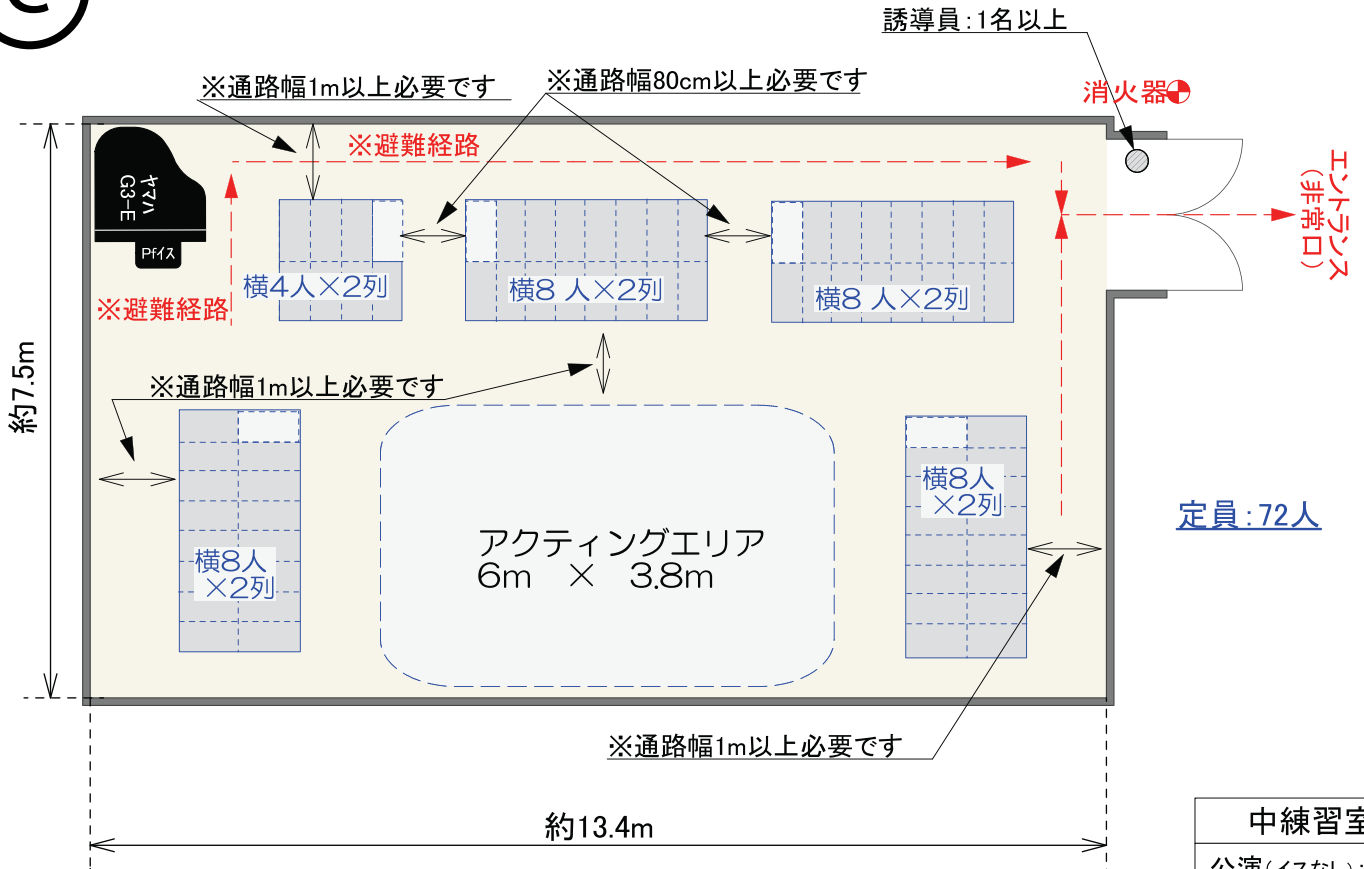 C
誘導員：1名以上
※通路幅1m以上必要です
※通路幅80cm以上必要です
消火器
※避難経路
ヤマハ
G3-E
Pfイス
エントランス
（非常口）
横4人×2列
横8 人×2列
横8 人×2列
※避難経路
約7.5m
※通路幅1m以上必要です
横8人
×2列
定員：72人
アクティングエリア
6m × 3.8m
横8人
×2列
※通路幅1m以上必要です
約13.4m
中練習室
公演(イスなし)：